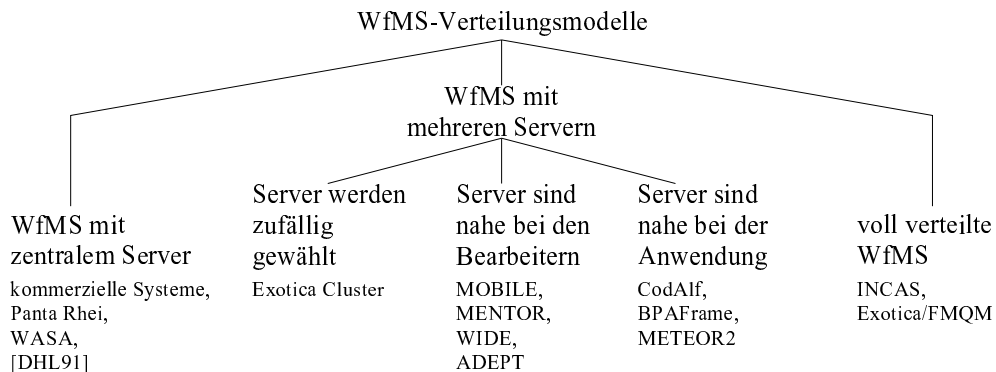 WfMS-Verteilungsmodelle
WfMS mit
mehreren Servern
WfMS mit
zentralem Server
kommerzielle Systeme,
Panta Rhei,
WASA,
[DHL91]
Server werden
zufällig
gewählt
Exotica Cluster
Server sind
nahe bei den
Bearbeitern
MOBILE,
MENTOR,
WIDE,
ADEPT
Server sind
nahe bei der
Anwendung
CodAlf,
BPAFrame,
METEOR2
voll verteilte
WfMS
INCAS,
Exotica/FMQM